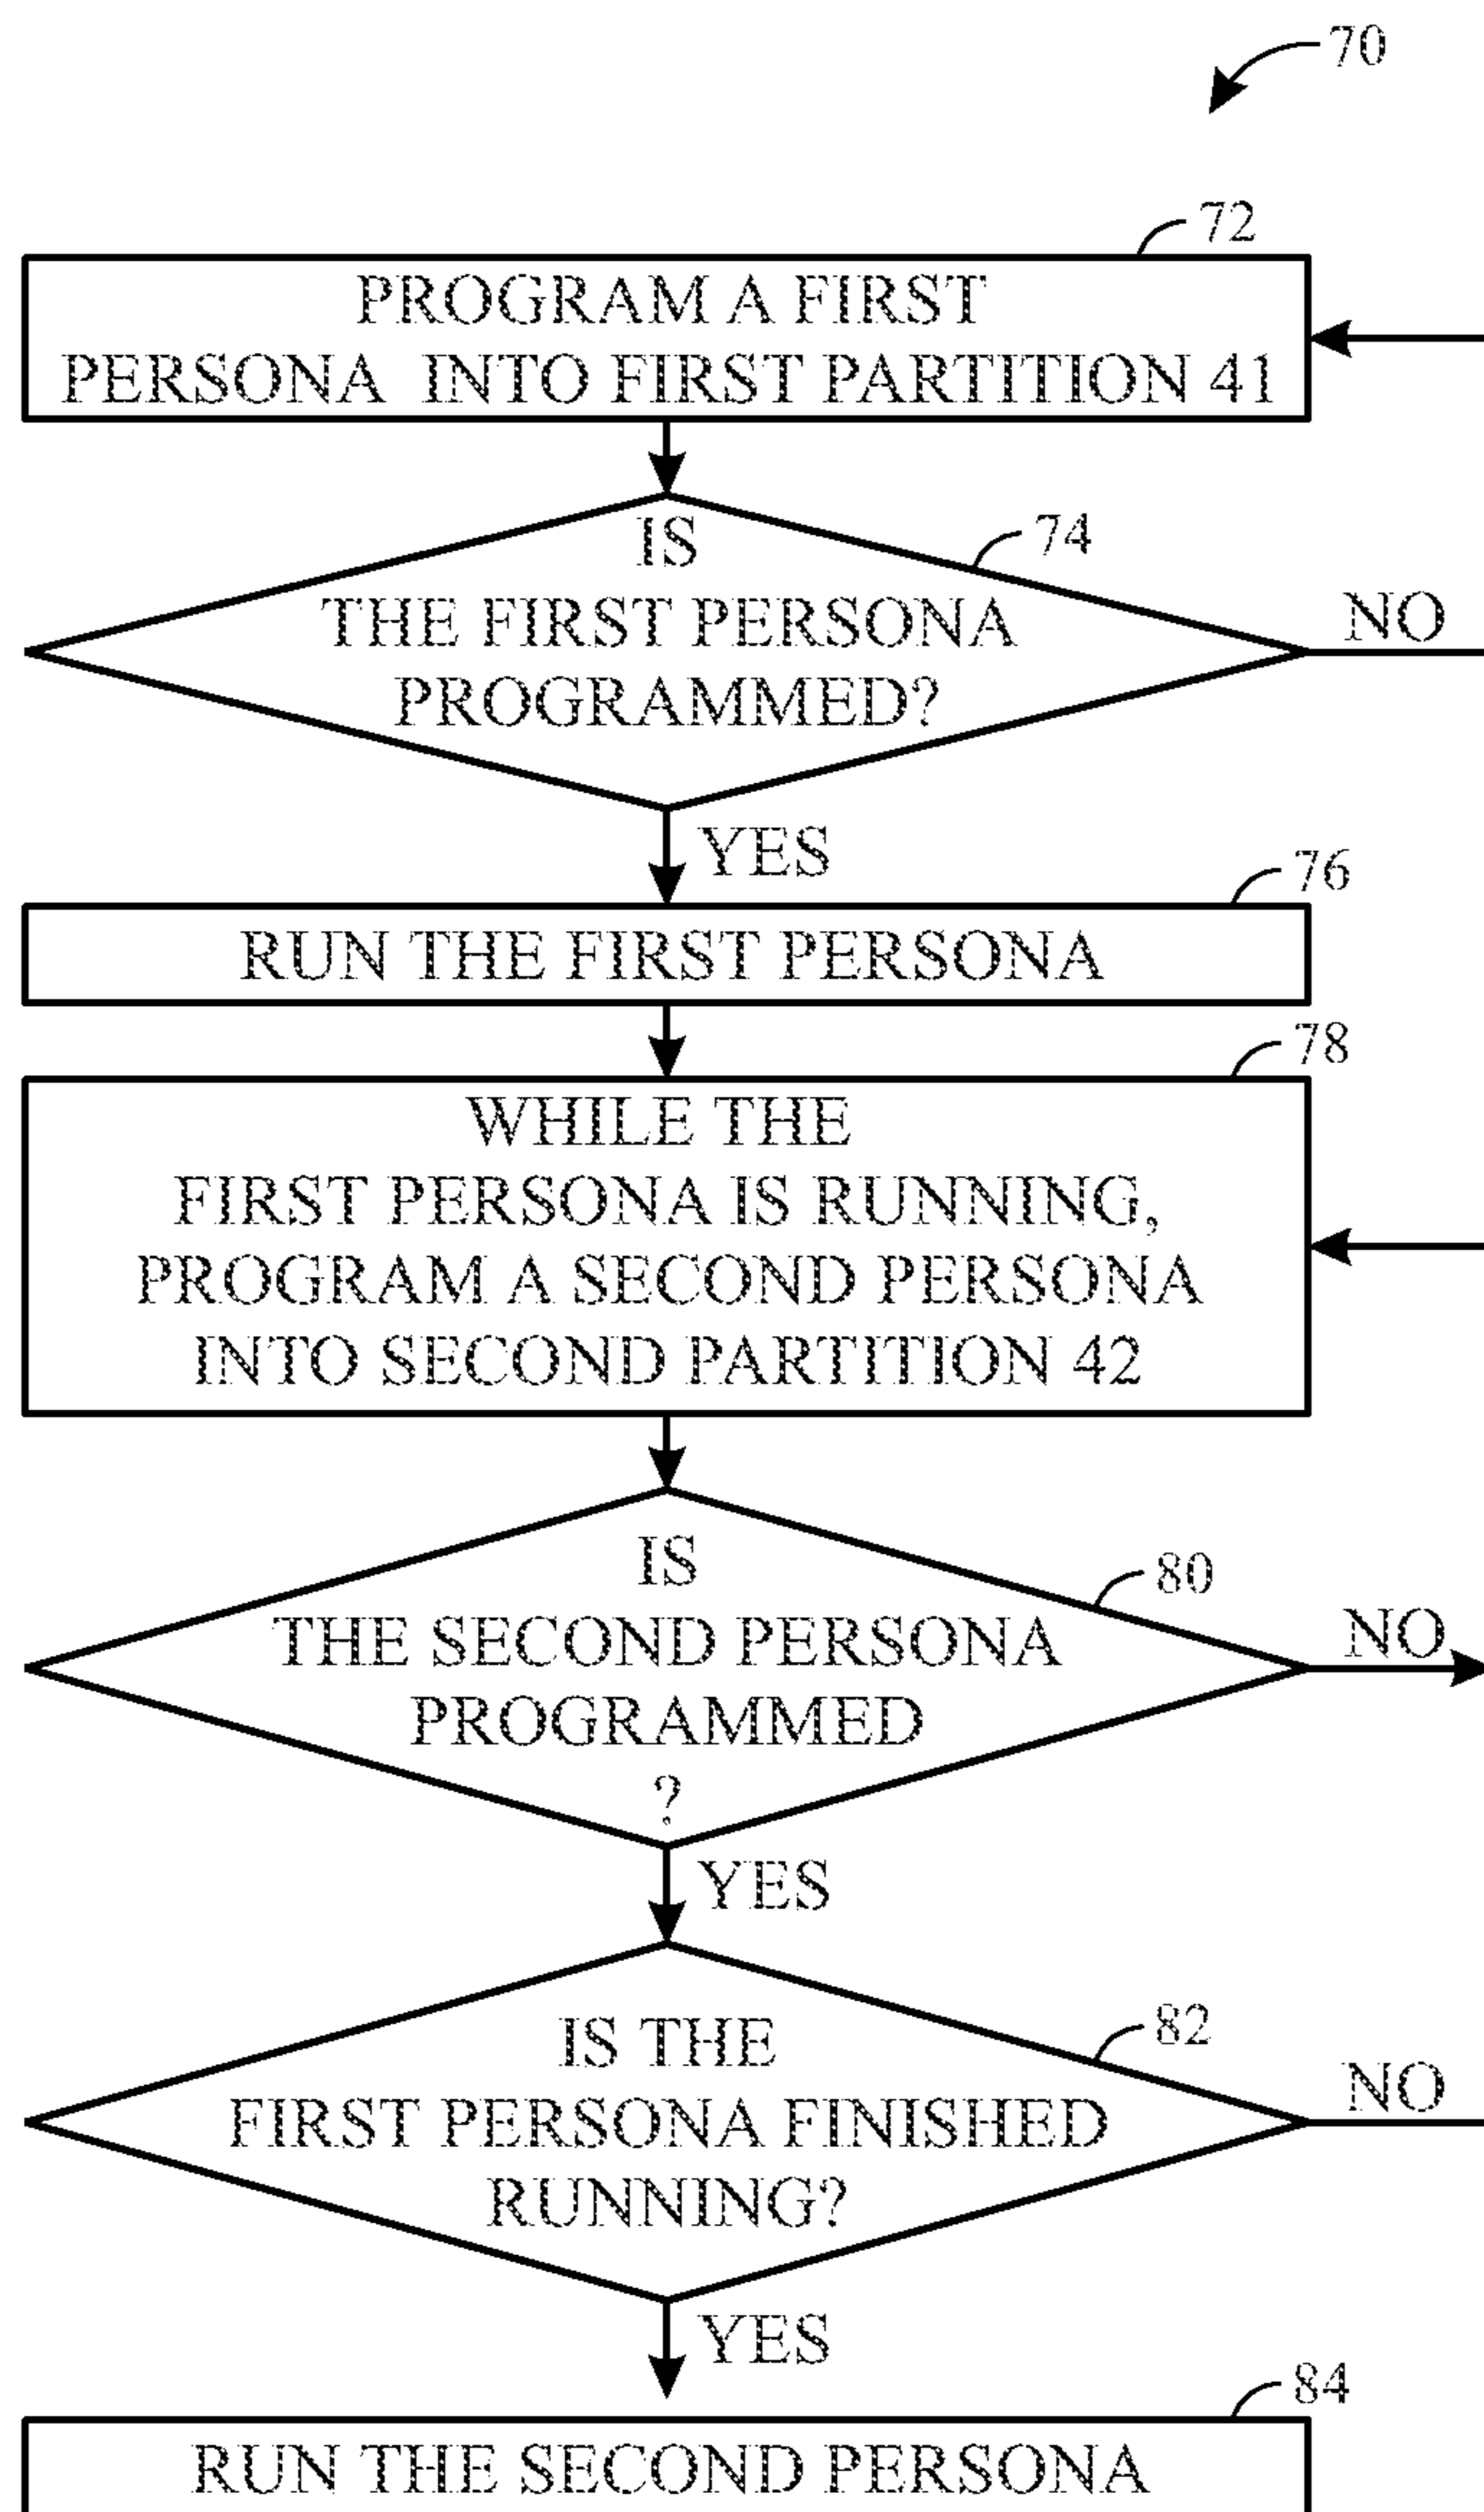 70
72
PROGRAM A FIRST
PERSONA INTO FIRST PARTITION 41
74
IS
THE FIRST PERSONA
PROGRAMMED?
NO
YES
76
RUN THE FIRST PERSONA
78
WHILE THE
FIRST PERSONA IS RUNNING,
PROGRAM A SECOND PERSONA
INTO SECOND PARTITION 42
80
IS
THE SECOND PERSONA
PROGRAMMED
?
NO
YES
82
IS THE
FIRST PERSONA FINISHED
RUNNING?
NO
YES
84
RUN THE SECOND PERSONA